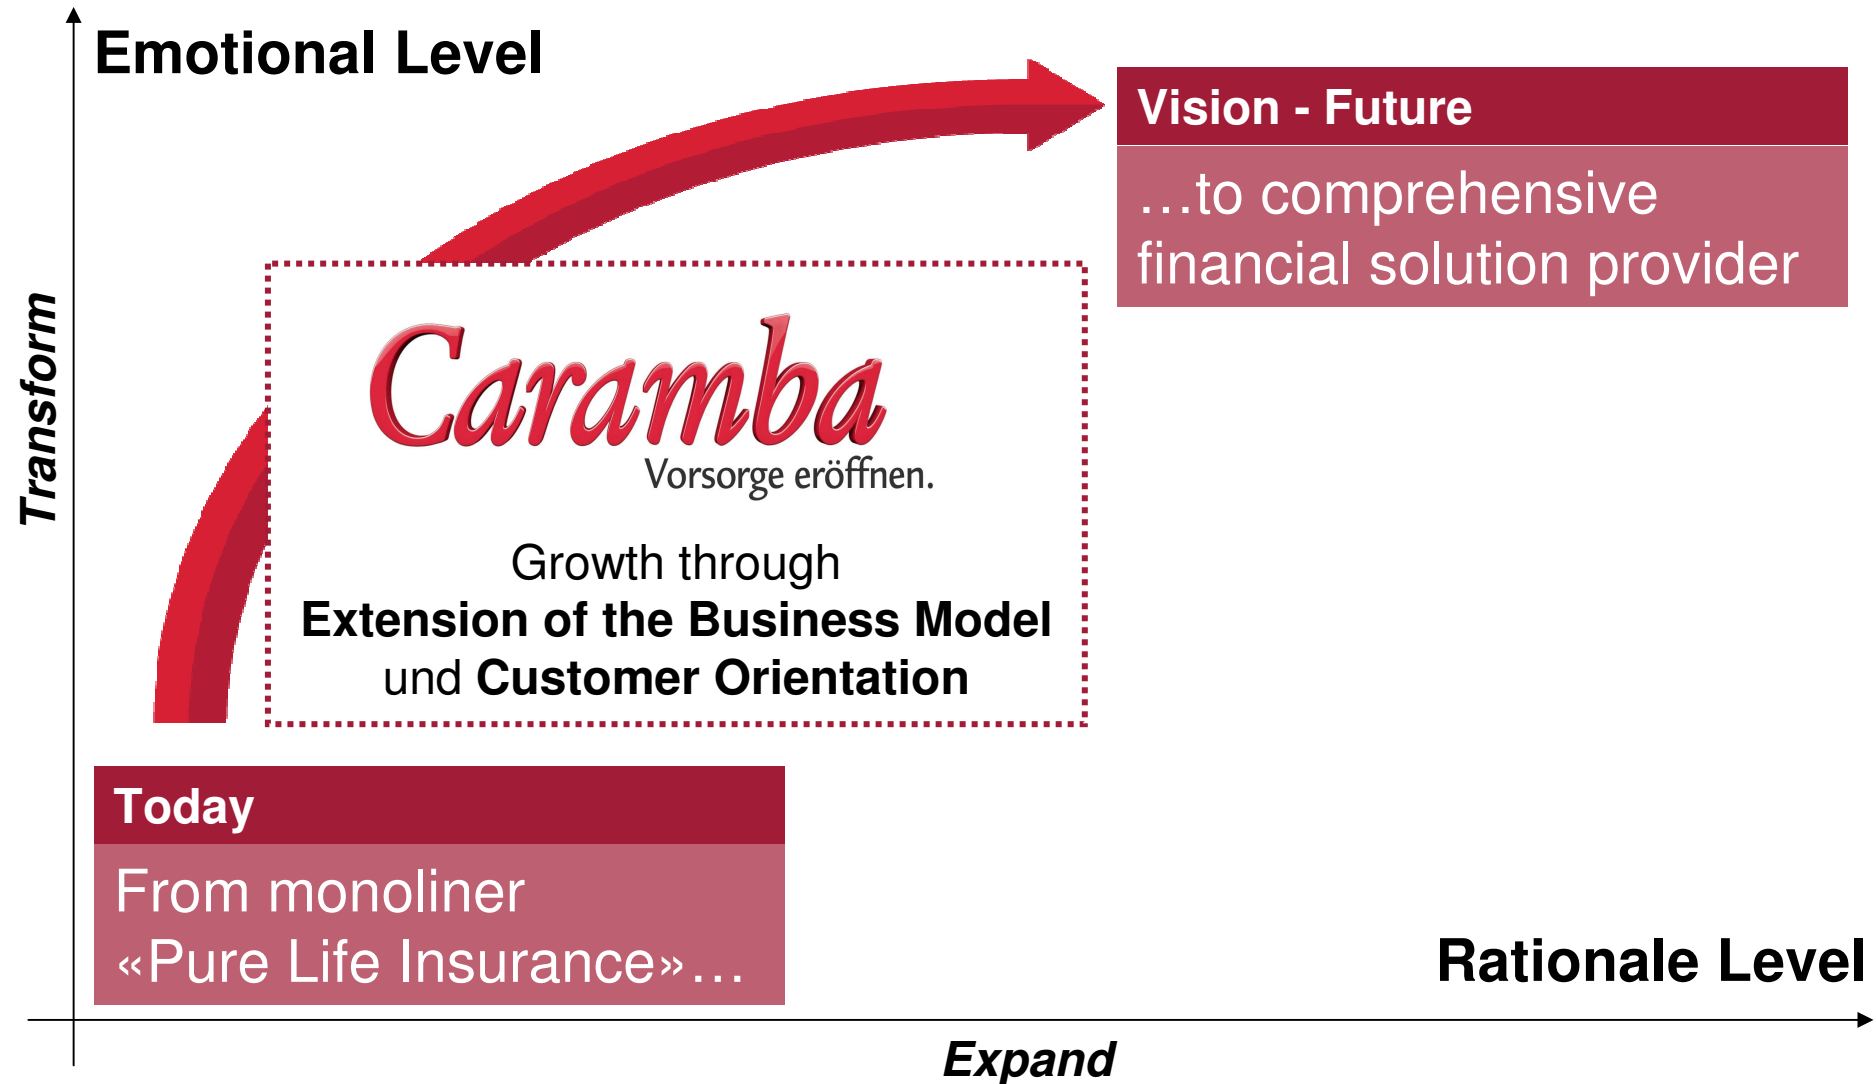 Emotional Level
Vision - Future
…to comprehensive
financial solution provider
Transform
Caramba
Vorsorge eröffnen.
Growth through
Extension of the Business Model
und Customer Orientation
Today
From monoliner
«Pure Life Insurance»…
Rationale Level
Expand